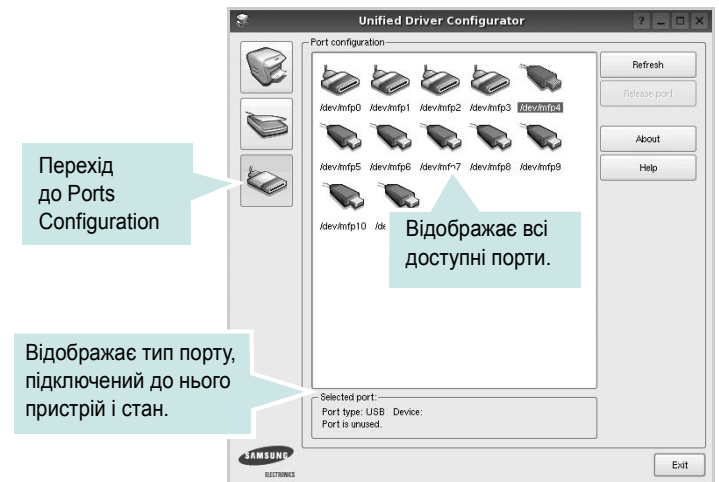 Unified Driver Configurator
Port configuration
Refresh
Release port
/dev/mfp0 /dev/mfp1 /dev/mfp2 /dev/mfp3 /dev/mfp4
About
/dev/mfp5 /dev/mfp6 /dev/mfp7 /dev/mfp8 /dev/mfp9
Help
Перехід
до Ports
Configuration
/dev/mfp10
Відображає всі
доступні порти.
Відображає тип порту,
підключений до нього
пристрій і стан.
Selected port:
Port type: USB Device:
Port is unused.
SAMSUNG
ELECTRONICS
Exit